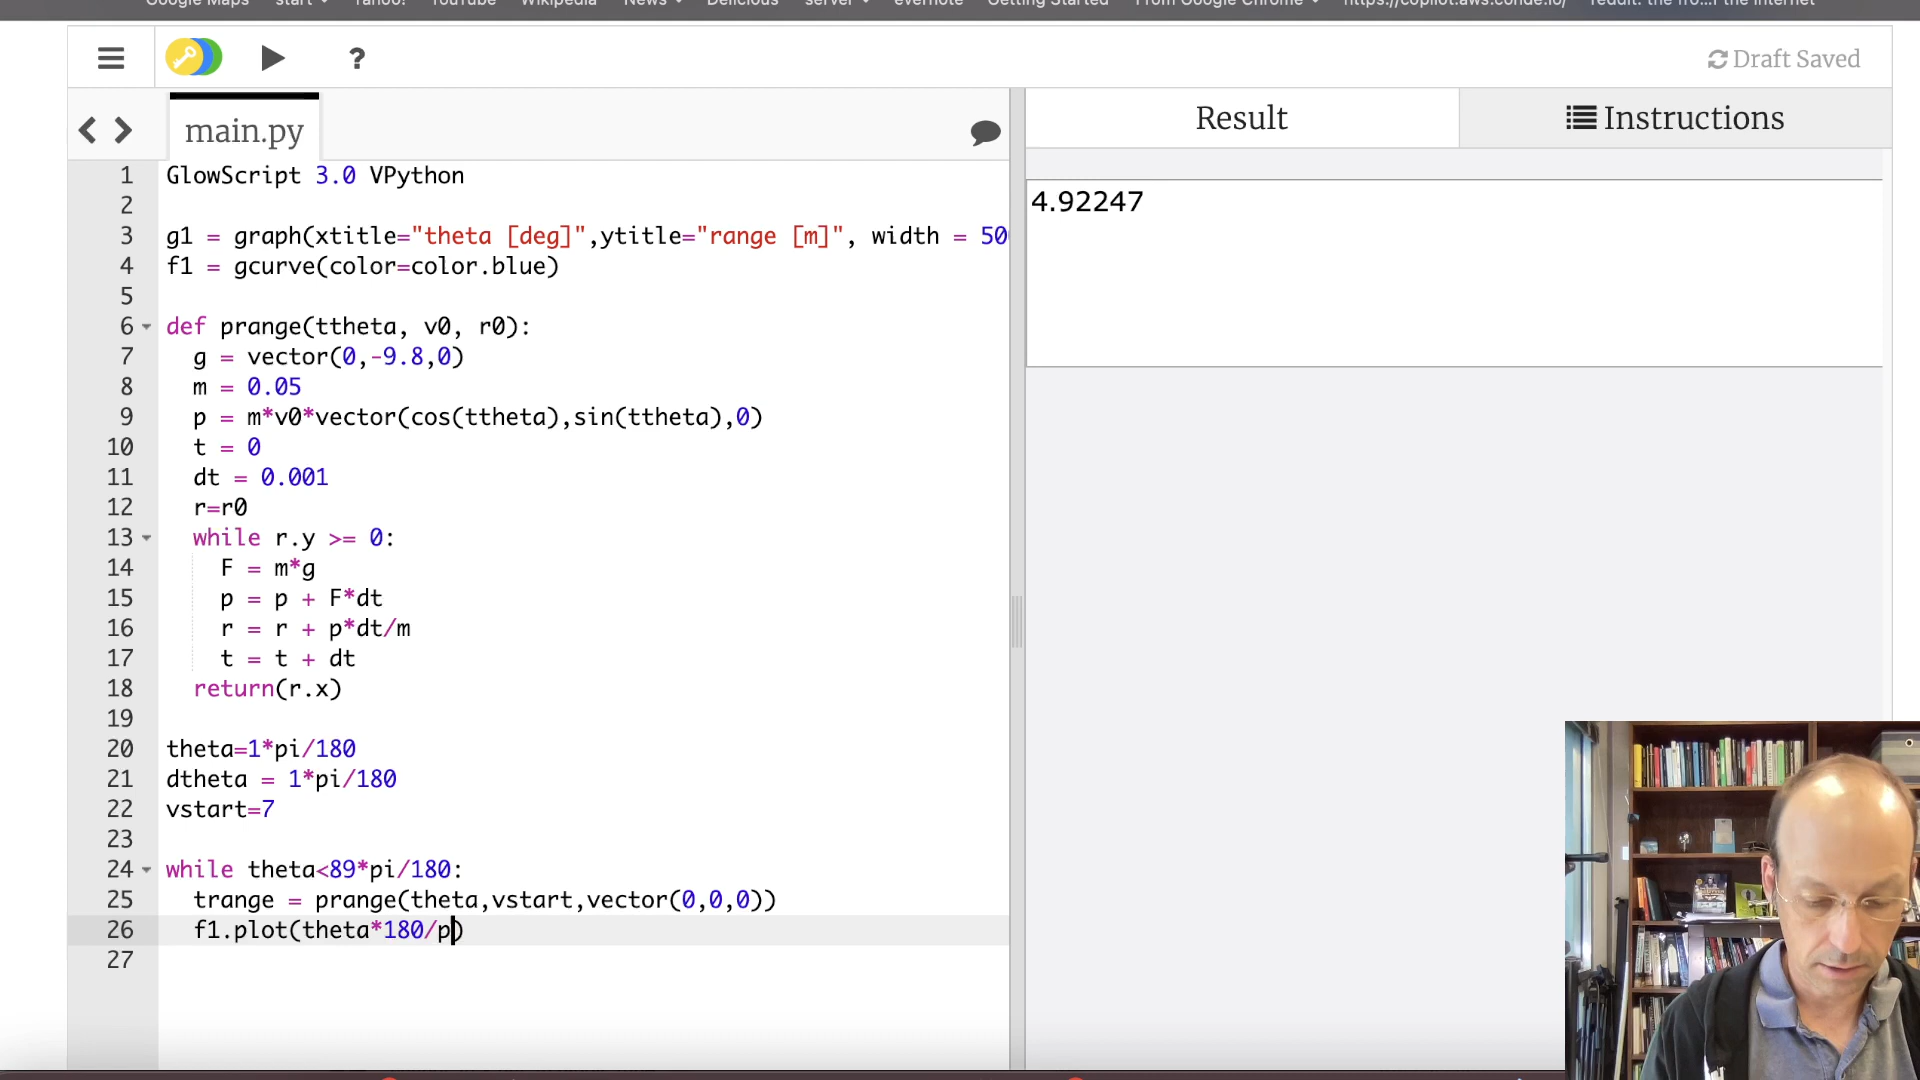 Google Maps start Yahoo! YouTube Wikipedia News Delicious server evernote Getting Started From Google Chrome https://copilot.aws.conde.io/ reddit: the fro...f the internet
?
Draft Saved
main.py
Result
Instructions
1 GlowScript 3.0 VPython
2
3 g1 = graph(xtitle="theta [deg]",ytitle="range [m]", width = 500
4 f1 = gcurve(color=color.blue)
5
6 def prange(ttheta, v0, r0):
7 g = vector(0,-9.8,0)
8 m = 0.05
9 p = m*v0*vector(cos(ttheta),sin(ttheta),0)
10 t = 0
11 dt = 0.001
12 r=r0
13 while r.y >= 0:
14 F = m*g
15 p = p + F*dt
16 r = r + p*dt/m
17 t = t + dt
18 return(r.x)
19
20 theta=1*pi/180
21 dtheta = 1*pi/180
22 vstart=7
23
24 while theta<89*pi/180:
25 trange = prange(theta,vstart,vector(0,0,0))
26 f1.plot(theta*180/p)
27
4.92247